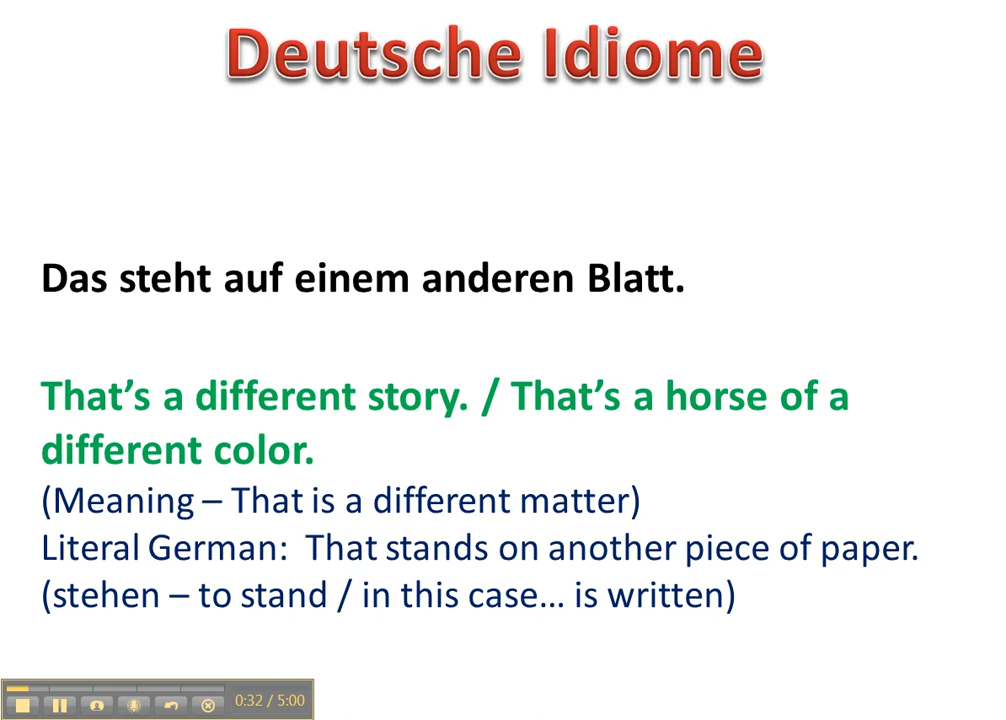 Deutsche Idiome
Das steht auf einem anderen Blatt.
That’s a different story. / That’s a horse of a
different color.
(Meaning – That is a different matter)
Literal German:  That stands on another piece of paper.
(stehen – to stand / in this case… is written)
0:32 / 5:00